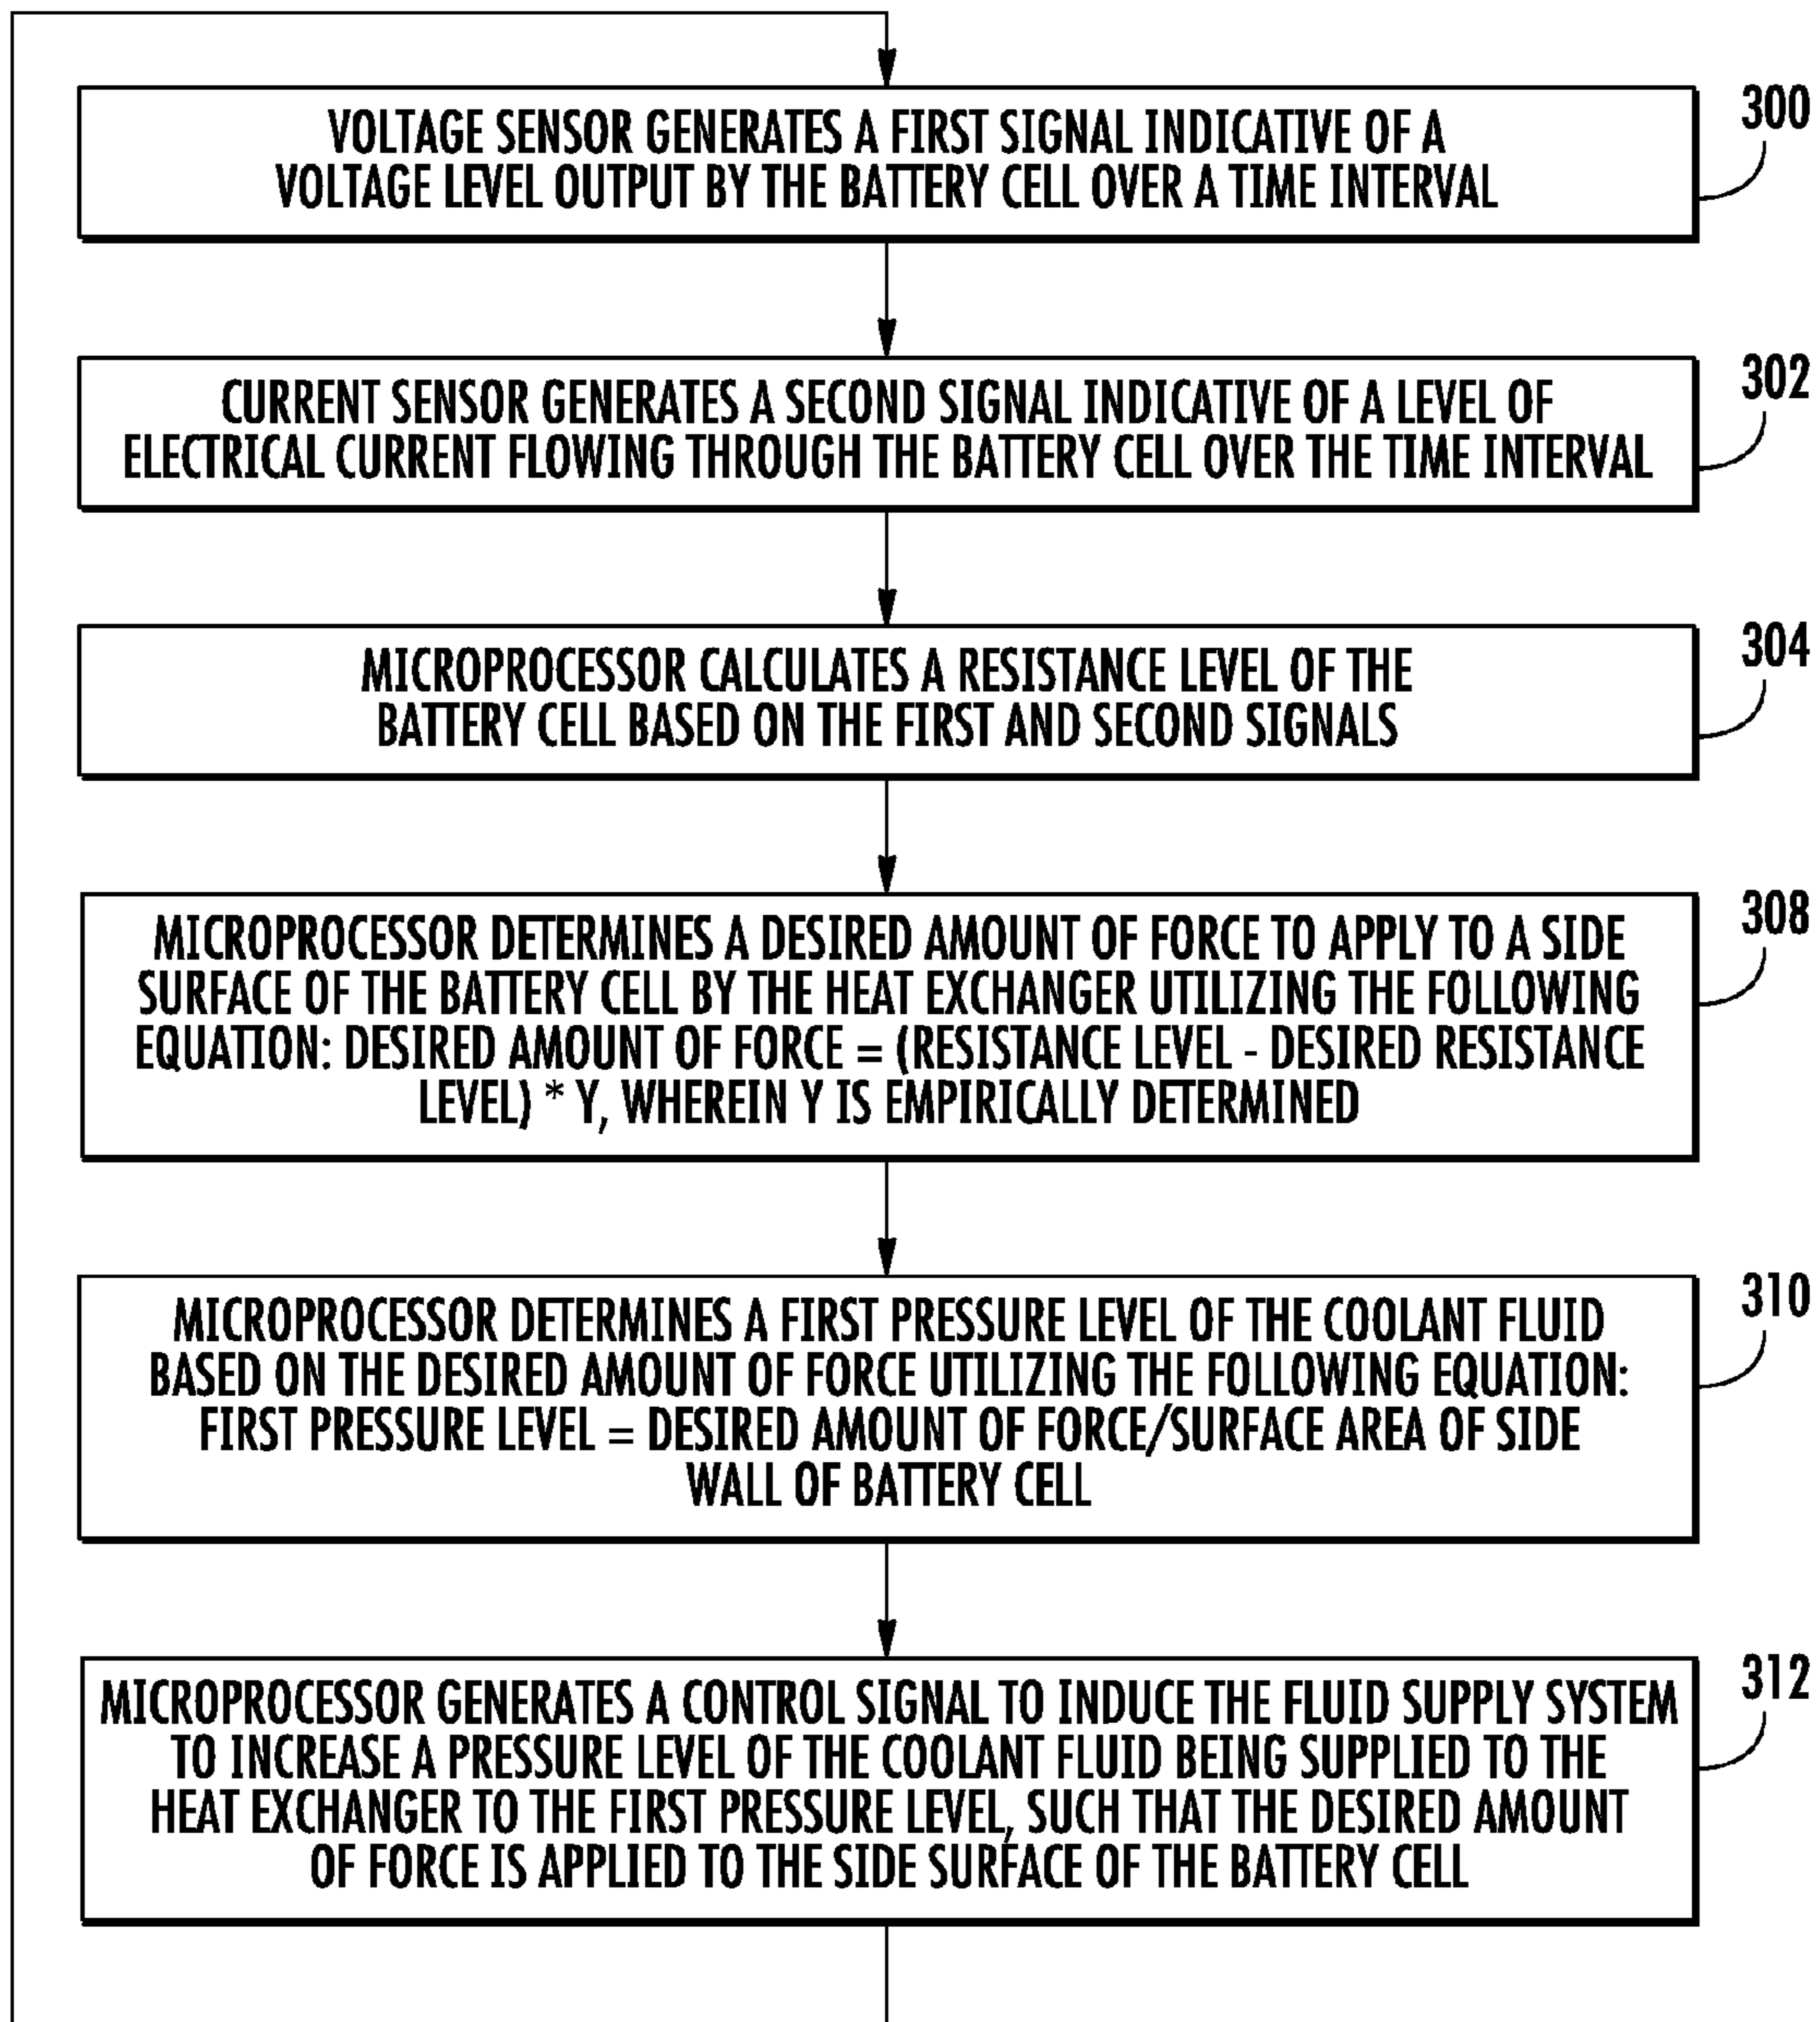 300
VOLTAGE SENSOR GENERATES A FIRST SIGNAL INDICATIVE OF A
VOLTAGE LEVEL OUTPUT BY THE BATTERY CELL OVER A TIME INTERVAL
302
CURRENT SENSOR GENERATES A SECOND SIGNAL INDICATIVE OF A LEVEL OF
ELECTRICAL CURRENT FLOWING THROUGH THE BATTERY CELL OVER THE TIME INTERVAL
304
MICROPROCESSOR CALCULATES A RESISTANCE LEVEL OF THE
BATTERY CELL BASED ON THE FIRST AND SECOND SIGNALS
308
MICROPROCESSOR DETERMINES A DESIRED AMOUNT OF FORCE TO APPLY TO A SIDE
SURFACE OF THE BATTERY CELL BY THE HEAT EXCHANGER UTILIZING THE FOLLOWING
EQUATION: DESIRED AMOUNT OF FORCE = (RESISTANCE LEVEL - DESIRED RESISTANCE
LEVEL) * Y, WHEREIN Y IS EMPIRICALLY DETERMINED
310
MICROPROCESSOR DETERMINES A FIRST PRESSURE LEVEL OF THE COOLANT FLUID
BASED ON THE DESIRED AMOUNT OF FORCE UTILIZING THE FOLLOWING EQUATION:
FIRST PRESSURE LEVEL = DESIRED AMOUNT OF FORCE/SURFACE AREA OF SIDE
WALL OF BATTERY CELL
312
MICROPROCESSOR GENERATES A CONTROL SIGNAL TO INDUCE THE FLUID SUPPLY SYSTEM
TO INCREASE A PRESSURE LEVEL OF THE COOLANT FLUID BEING SUPPLIED TO THE
HEAT EXCHANGER TO THE FIRST PRESSURE LEVEL, SUCH THAT THE DESIRED AMOUNT
OF FORCE IS APPLIED TO THE SIDE SURFACE OF THE BATTERY CELL